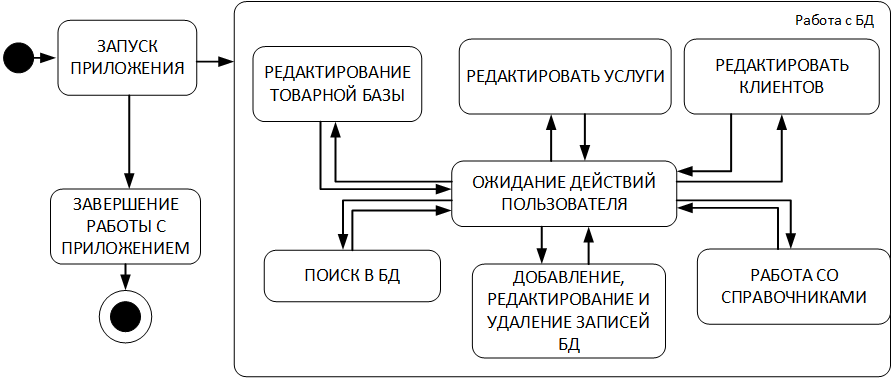 Работа с БД
ЗАПУСК
ПРИЛОЖЕНИЯ
РЕДАКТИРОВАНИЕ
ТОВАРНОЙ БАЗЫ
РЕДАКТИРОВАТЬ УСЛУГИ
РЕДАКТИРОВАТЬ
КЛИЕНТОВ
ОЖИДАНИЕ ДЕЙСТВИЙ
ПОЛЬЗОВАТЕЛЯ
ЗАВЕРШЕНИЕ
РАБОТЫ С
ПРИЛОЖЕНИЕМ
ПОИСК В БД
ДОБАВЛЕНИЕ,
РЕДАКТИРОВАНИЕ И
УДАЛЕНИЕ ЗАПИСЕЙ
БД
РАБОТА СО
СПРАВОЧНИКАМИ